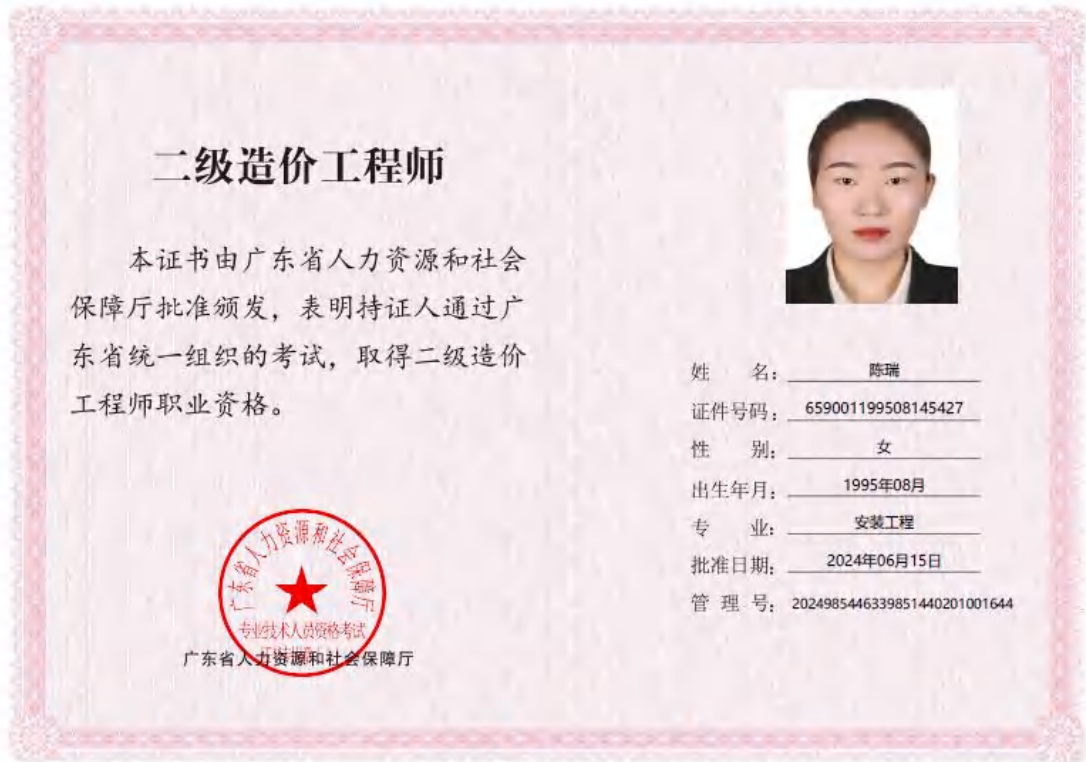 二级造价工程师
本证书由广东省人力资源和社会
保障厅批准颁发，表明持证人通过广
东省统一组织的考试，取得二级造价
工程师职业资格。
姓名：陈瑞
证件号码：659001199508145427
性别：女
出生年月：1995年08月
专业：安装工程
批准日期：2024年06月15日
管理号：20249854463398514402010016​44
广东省人力资源和社会保障厅
专业技术人员资格考试
广东省人力资源和社会保障厅